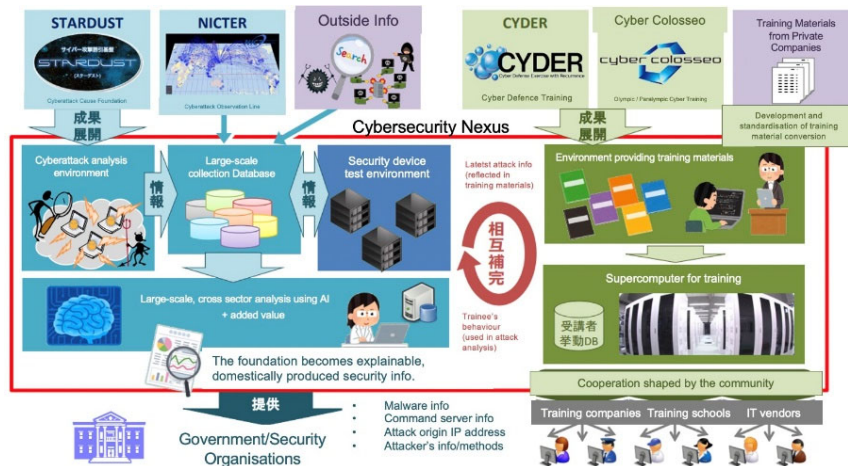 STARDUST
サイバー攻撃誘引基盤
STARDUST
(スターダスト)
Cyberattack Cause Foundation
NICTER
Cyberattack Observation Line
Outside Info
Search
CYDER
CYDER
Cyber Defense Exercise with Recurrence
Cyber Defence Training
Cyber Colosseo
cyber colosseo
Olympic / Paralympic Cyber Training
Training Materials
from Private
Companies
Development and
standardisation of training
material conversion
成果
展開
成果
展開
Cybersecurity Nexus
Cyberattack analysis
environment
情報
Large-scale
collection Database
情報
Security device
test environment
Latetst attack info
(reflected in
training materials)
相互補完
Trainee's
behaviour
(used in attack
analysis)
Environment providing training materials
Large-scale, cross sector analysis using AI
+ added value
The foundation becomes explainable,
domestically produced security info.
Supercomputer for training
受講者
挙動DB
Cooperation shaped by the community
Training companies
Training schools
IT vendors
提供
Government/Security
Organisations
• Malware info
• Command server info
• Attack origin IP address
• Attacker's info/methods